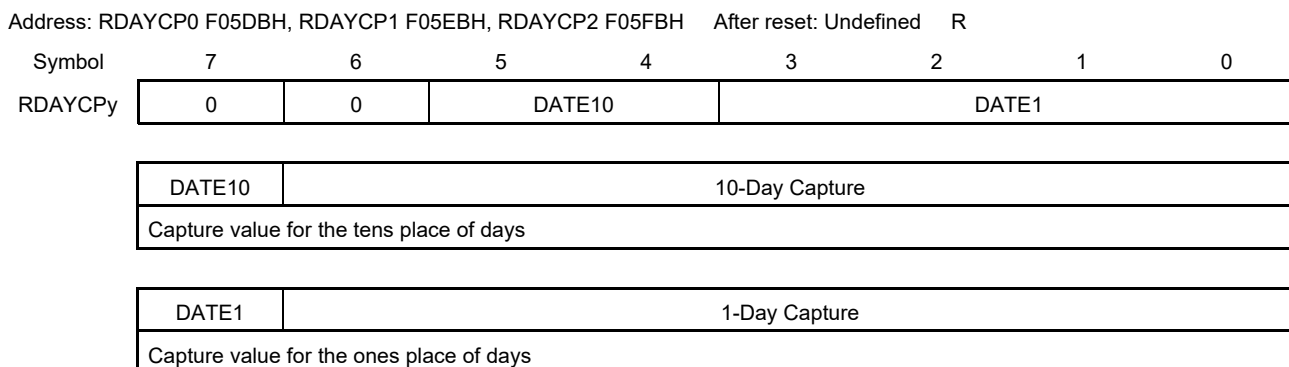 Address: RDAYCP0 F05DBH, RDAYCP1 F05EBH, RDAYCP2 F05FBH After reset: Undefined R
Symbol 7 6 5 4 3 2 1 0
RDAYCPy 0 0 DATE10 DATE1
DATE10 10-Day Capture
Capture value for the tens place of days
DATE1 1-Day Capture
Capture value for the ones place of days